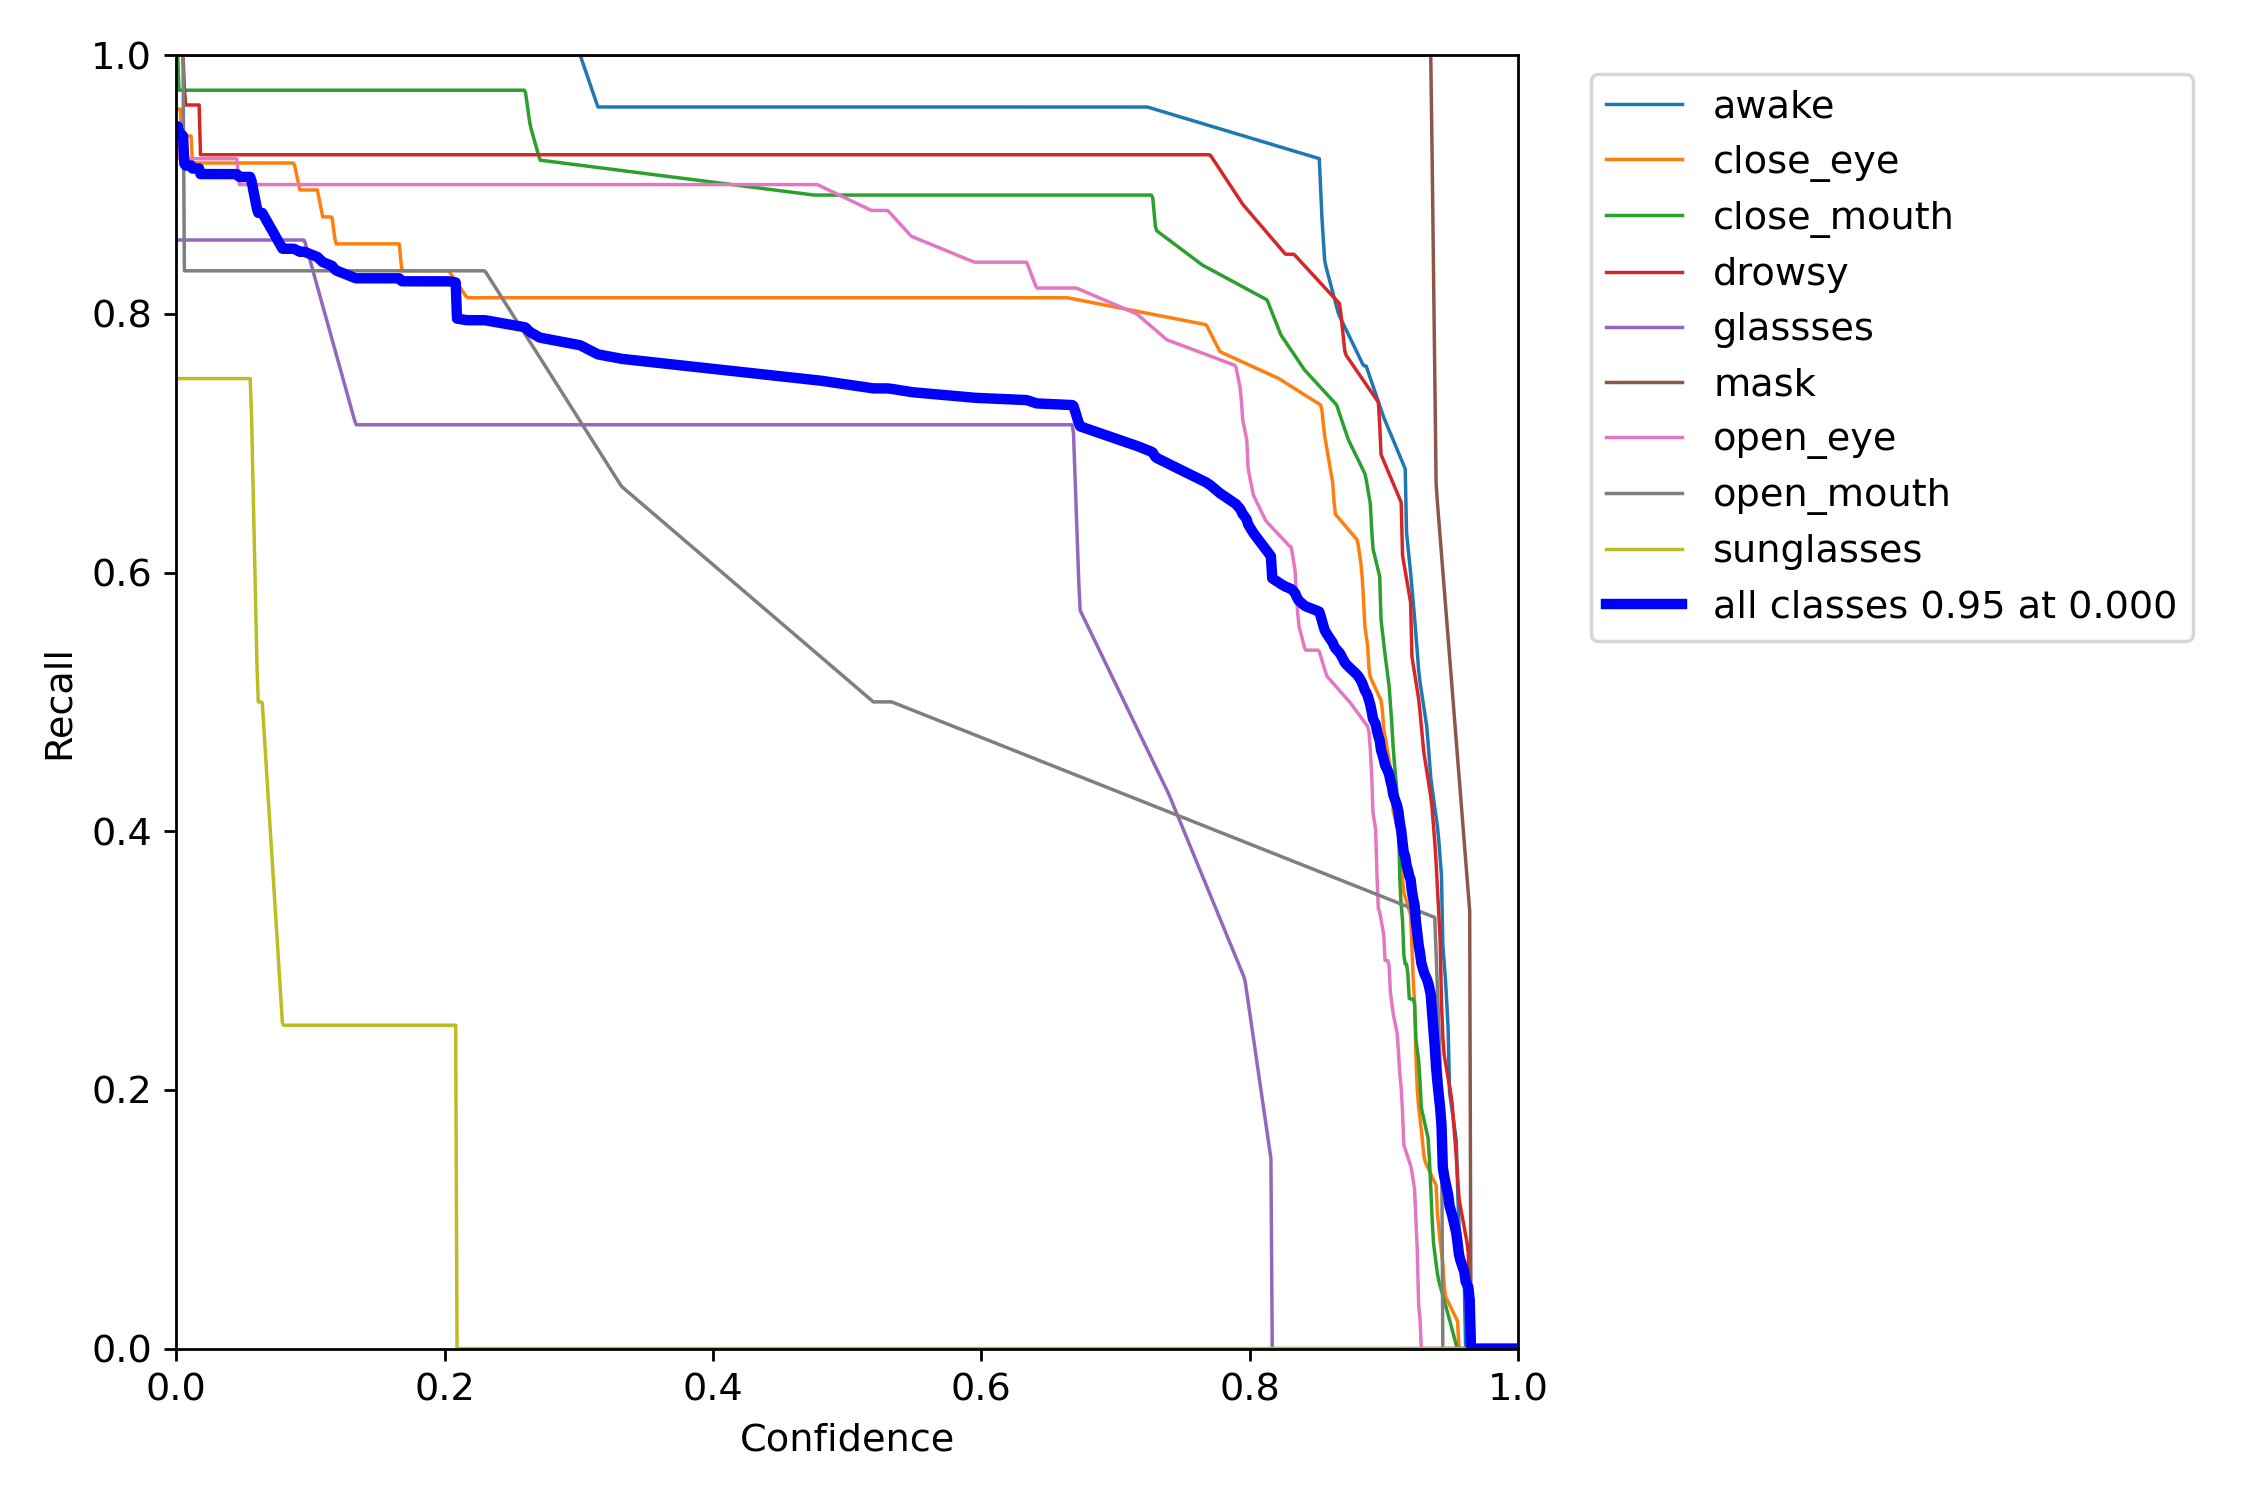 1.0
0.8
0.6
0.4
0.2
0.0
Recall
0.0 0.2 0.4 0.6 0.8 1.0
Confidence
awake
close_eye
close_mouth
drowsy
glassses
mask
open_eye
open_mouth
sunglasses
all classes 0.95 at 0.000